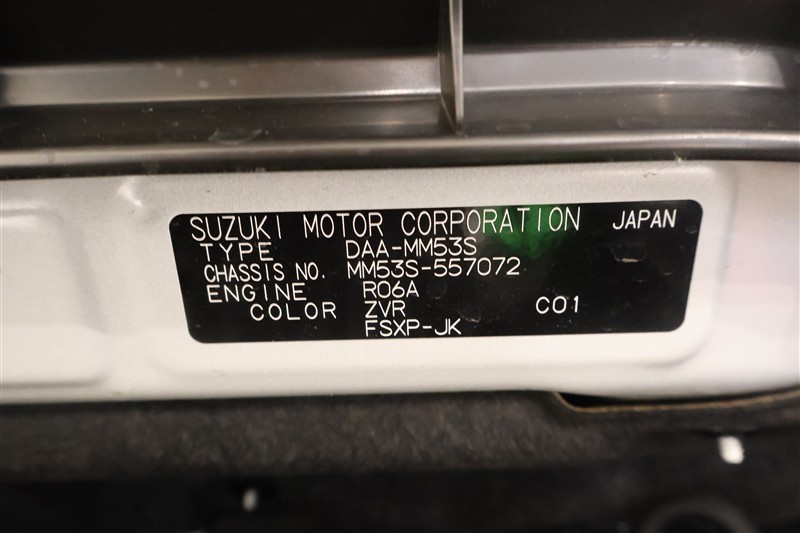 SUZUKI MOTOR CORPORATION JAPAN
TYPE DAA-MM53S
CHASSIS NO. MM53S-557072
ENGINE R06A
COLOR ZVR C01
FSXP-JK